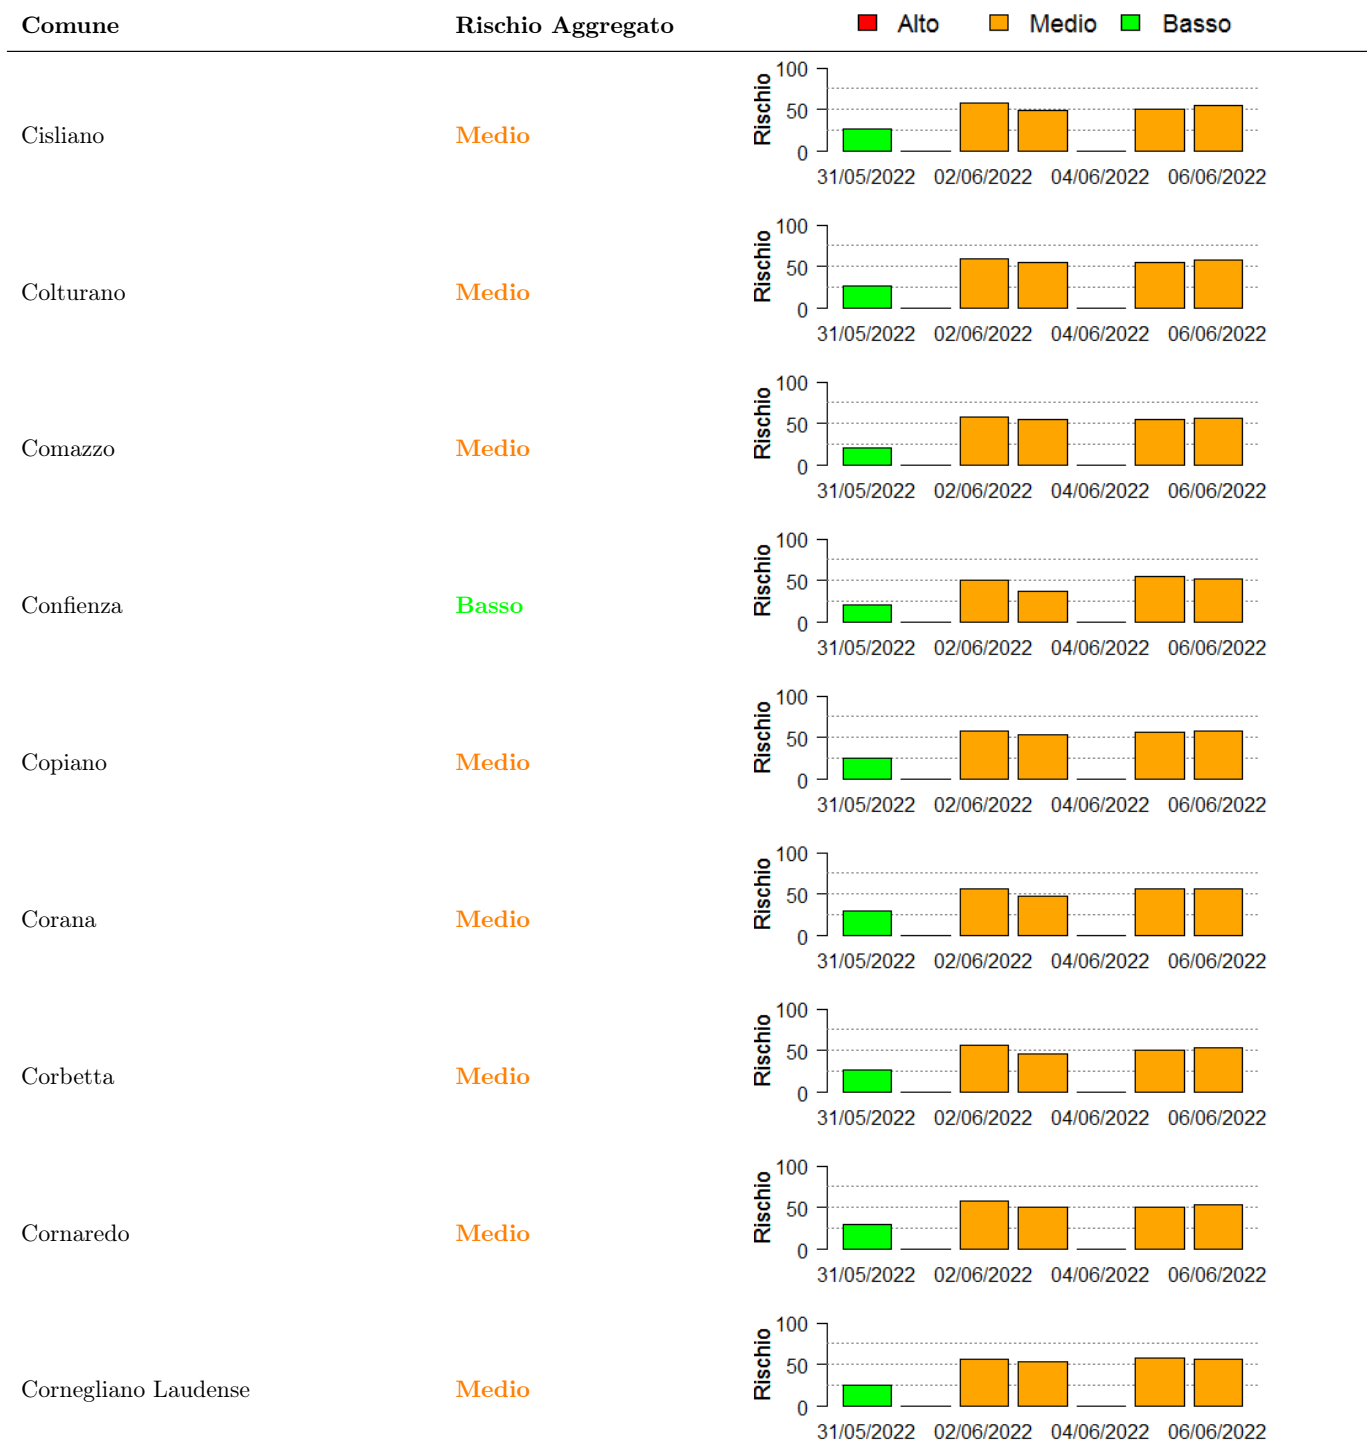 Comune Rischio Aggregato Alto Medio Basso
100
50
0
Rischio
Cisliano Medio
31/05/2022 02/06/2022 04/06/2022 06/06/2022
100
50
0
Rischio
Colturano Medio
31/05/2022 02/06/2022 04/06/2022 06/06/2022
100
50
0
Rischio
Comazzo Medio
31/05/2022 02/06/2022 04/06/2022 06/06/2022
100
50
0
Rischio
Confienza Basso
31/05/2022 02/06/2022 04/06/2022 06/06/2022
100
50
0
Rischio
Copiano Medio
31/05/2022 02/06/2022 04/06/2022 06/06/2022
100
50
0
Rischio
Corana Medio
31/05/2022 02/06/2022 04/06/2022 06/06/2022
100
50
0
Rischio
Corbetta Medio
31/05/2022 02/06/2022 04/06/2022 06/06/2022
100
50
0
Rischio
Cornaredo Medio
31/05/2022 02/06/2022 04/06/2022 06/06/2022
100
50
0
Rischio
Cornegliano Laudense Medio
31/05/2022 02/06/2022 04/06/2022 06/06/2022